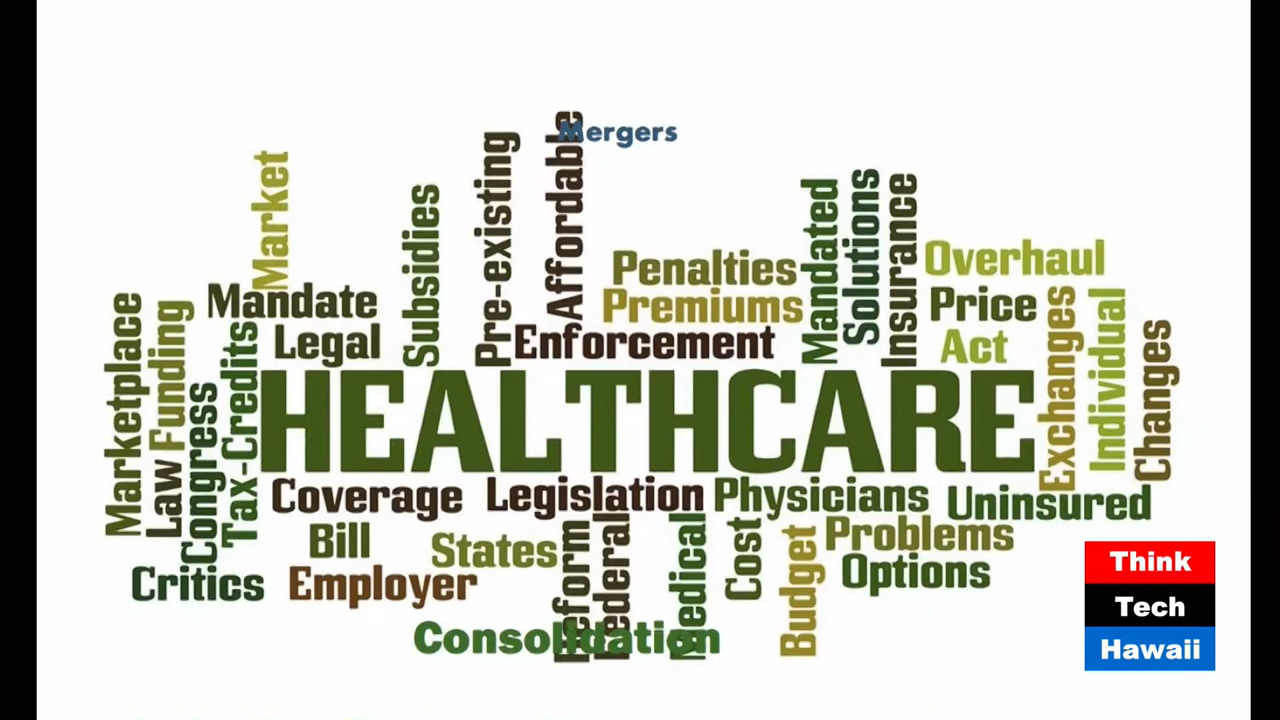 Mergers
Affordable
Pre-existing
Market
Subsidies
Mandated
Solutions
Insurance
Overhaul
Penalties
Mandate
Premiums
Price
Legal
Enforcement
Act
Marketplace
Law
Funding
Congress
Tax-Credits
HEALTHCARE
Exchanges
Individual
Changes
Coverage
Legislation
Physicians
Uninsured
Bill
States
Problems
Critics
Employer
Reform
Federal
Medical
Cost
Budget
Options
Consolidation
Think
Tech
Hawaii